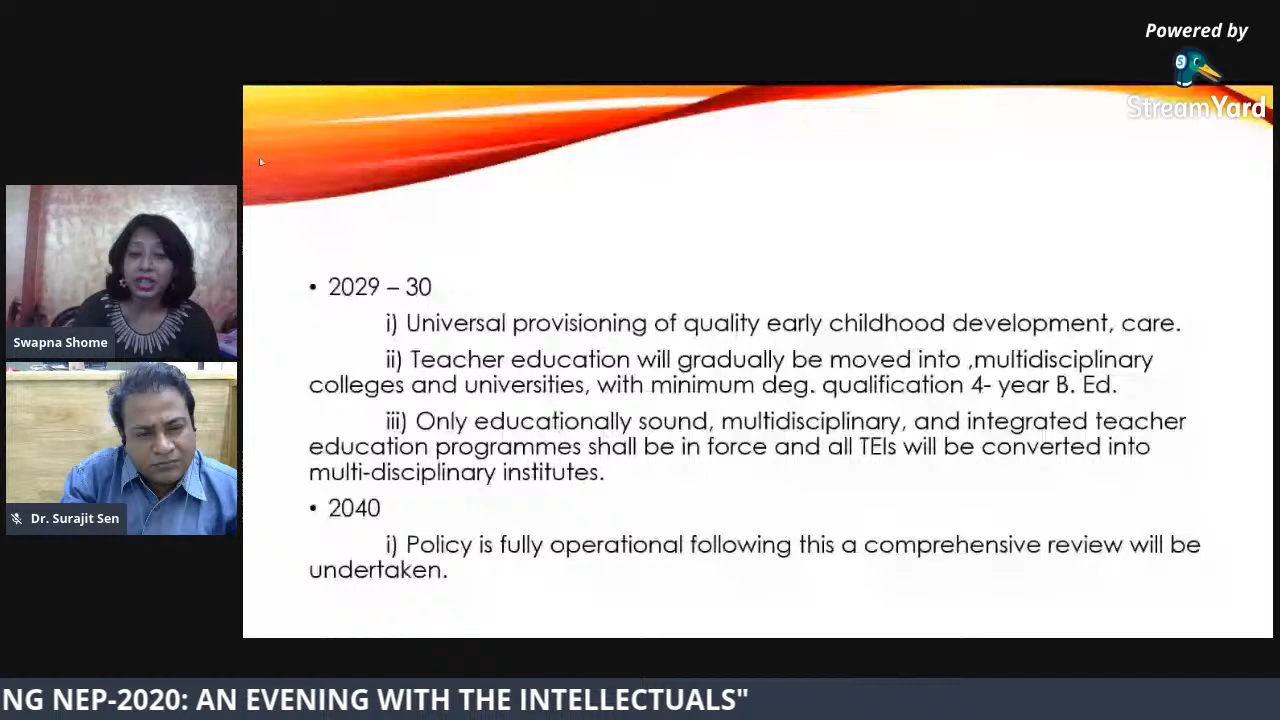 Powered by
StreamYard
• 2029 – 30
i) Universal provisioning of quality early childhood development, care.
ii) Teacher education will gradually be moved into ,multidisciplinary
colleges and universities, with minimum deg. qualification 4- year B. Ed.
iii) Only educationally sound, multidisciplinary, and integrated teacher
education programmes shall be in force and all TEIs will be converted into
multi-disciplinary institutes.
• 2040
i) Policy is fully operational following this a comprehensive review will be
undertaken.
Swapna Shome
Dr. Surajit Sen
NG NEP-2020: AN EVENING WITH THE INTELLECTUALS"